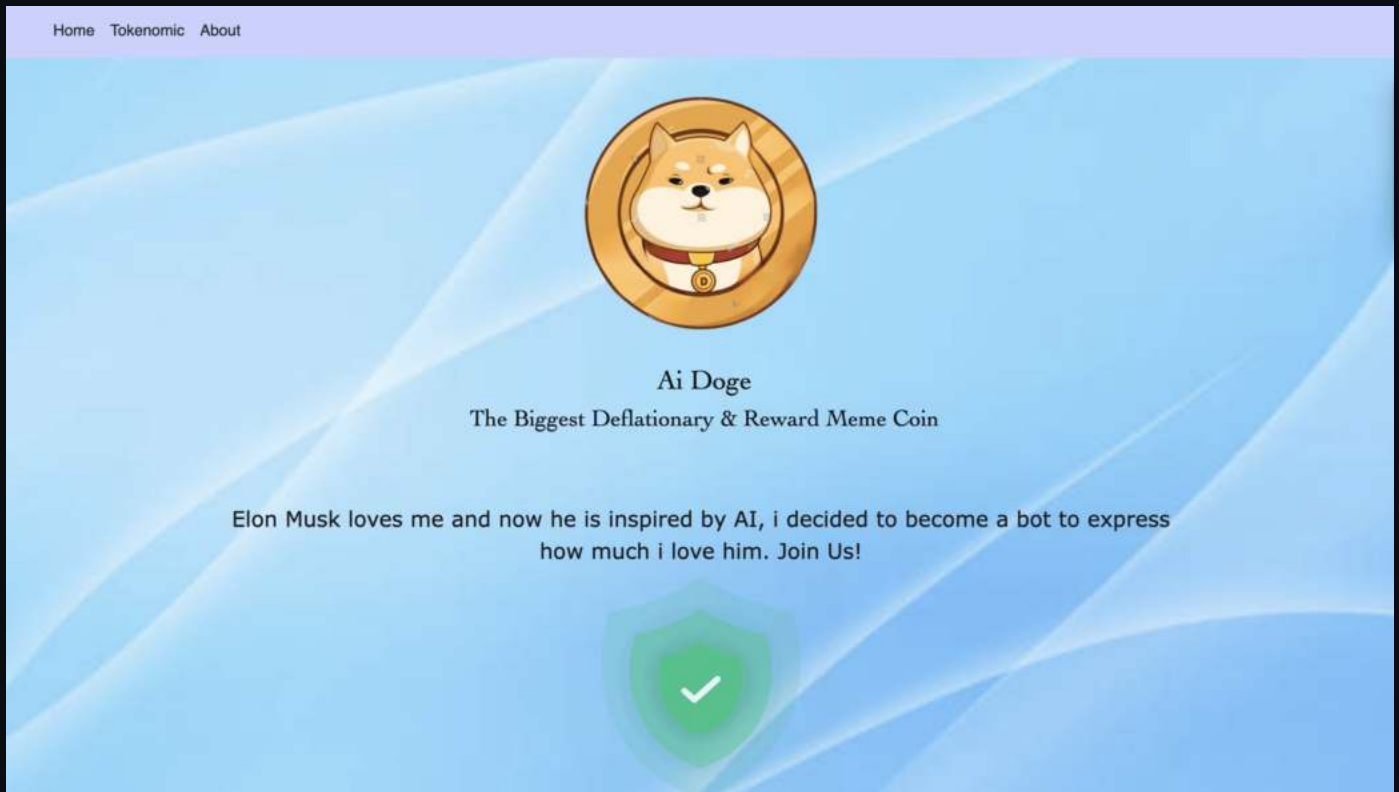 Home Tokenomic About
D
Ai Doge
The Biggest Deflationary & Reward Meme Coin
Elon Musk loves me and now he is inspired by AI, i decided to become a bot to express
how much i love him. Join Us!